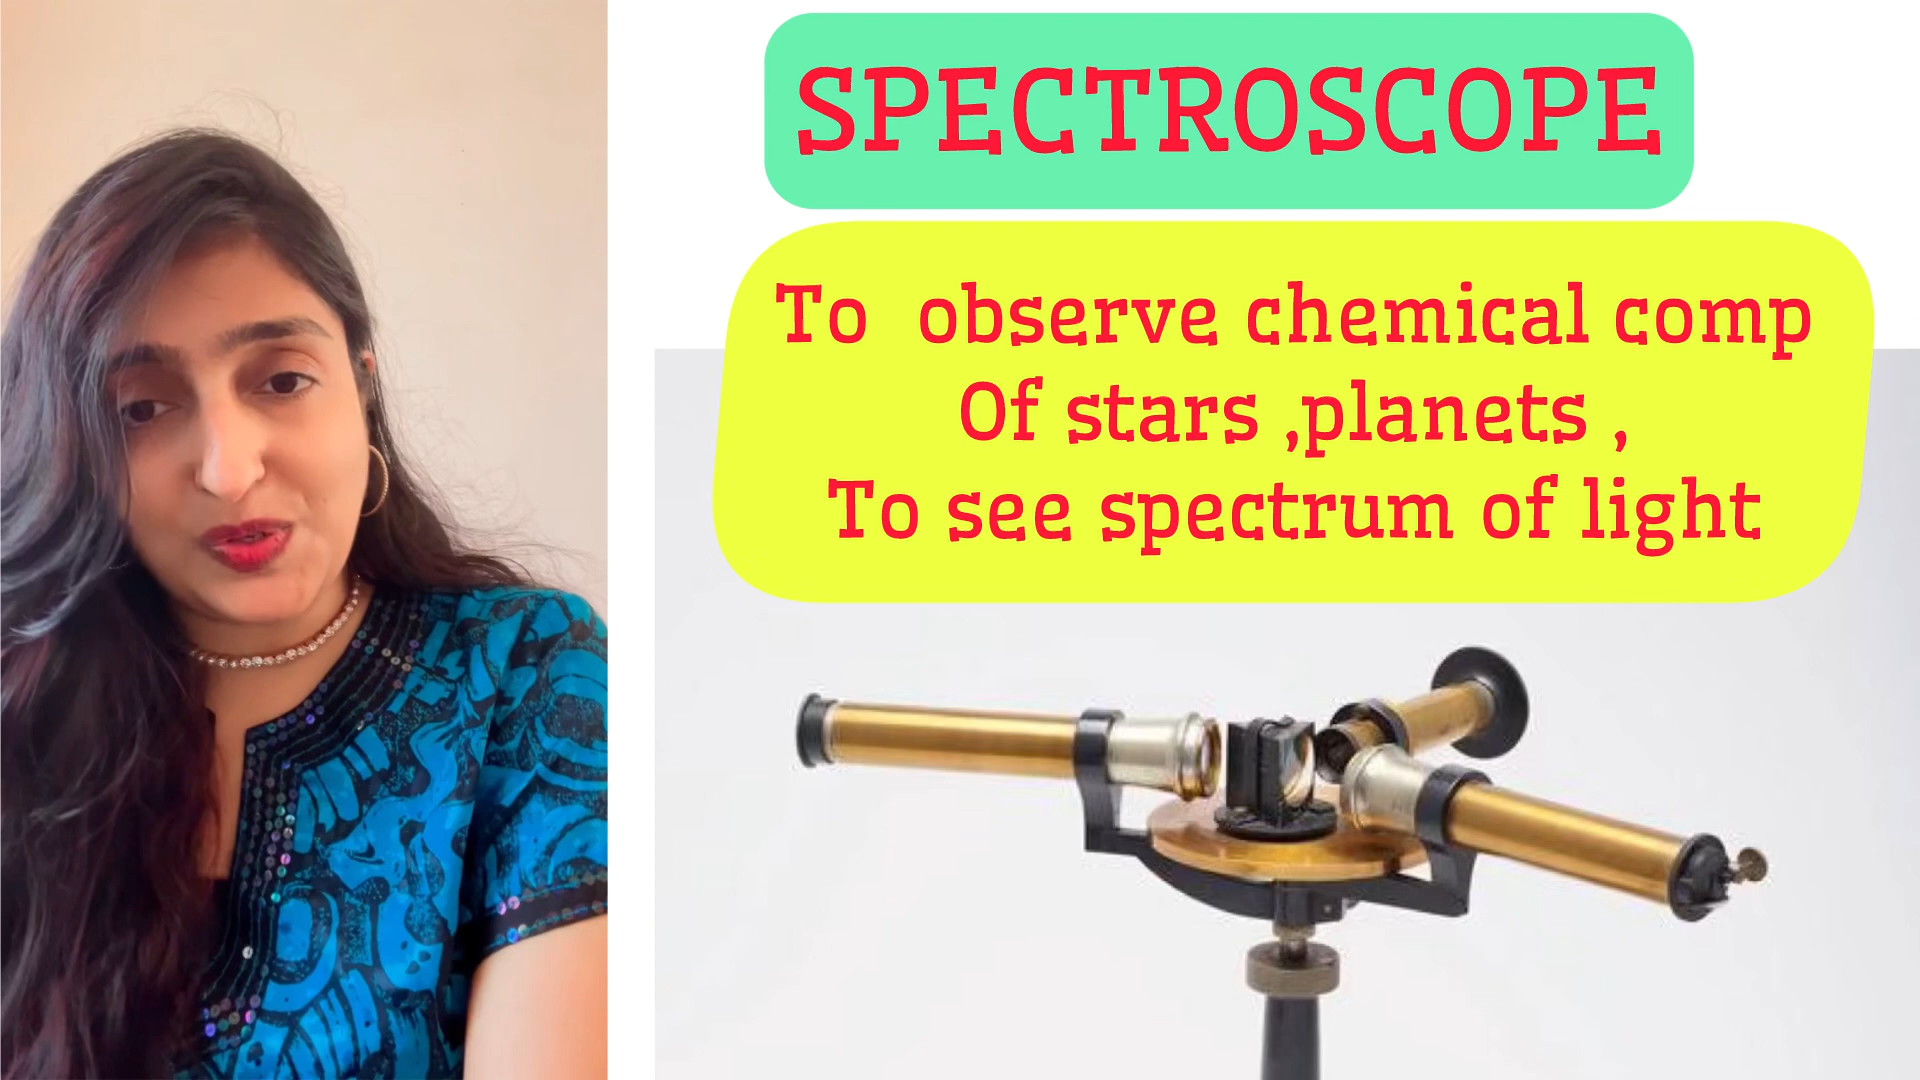 SPECTROSCOPE
To observe chemical comp
Of stars ,planets ,
To see spectrum of light